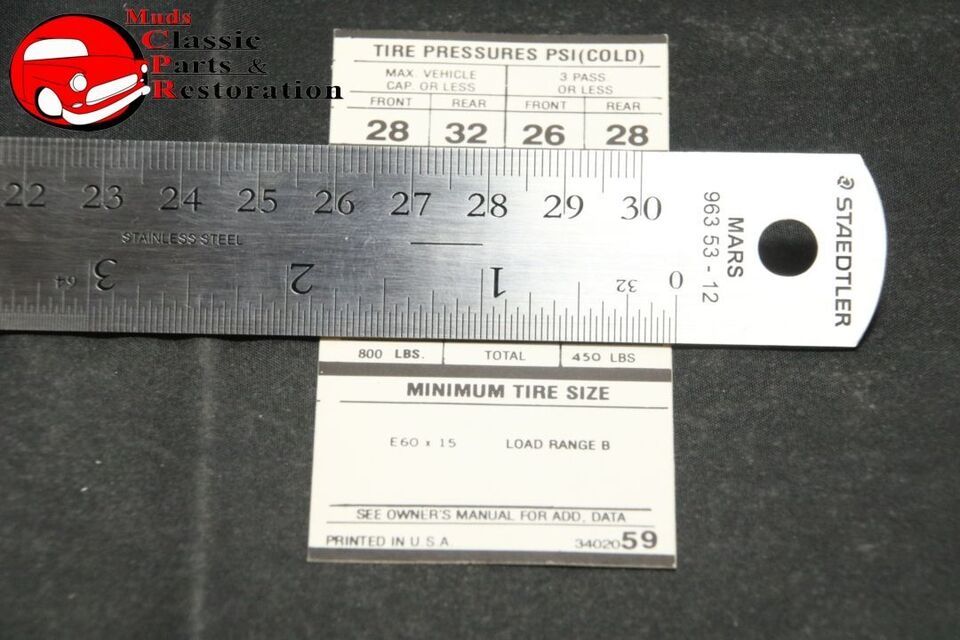 Muds
Classic
Parts &
Restoration
TIRE PRESSURES PSI(COLD)
MAX. VEHICLE
CAP. OR LESS
3 PASS.
OR LESS
FRONT REAR FRONT REAR
28 32 26 28
22 23 24 25 26 27 28 29 30
STAINLESS STEEL
64 3 2 1 32 0
MARS
963 53 - 12
STAEDTLER
800 LBS. TOTAL 450 LBS
MINIMUM TIRE SIZE
E60 x 15 LOAD RANGE B
SEE OWNER'S MANUAL FOR ADD, DATA
PRINTED IN U S A 34020 59